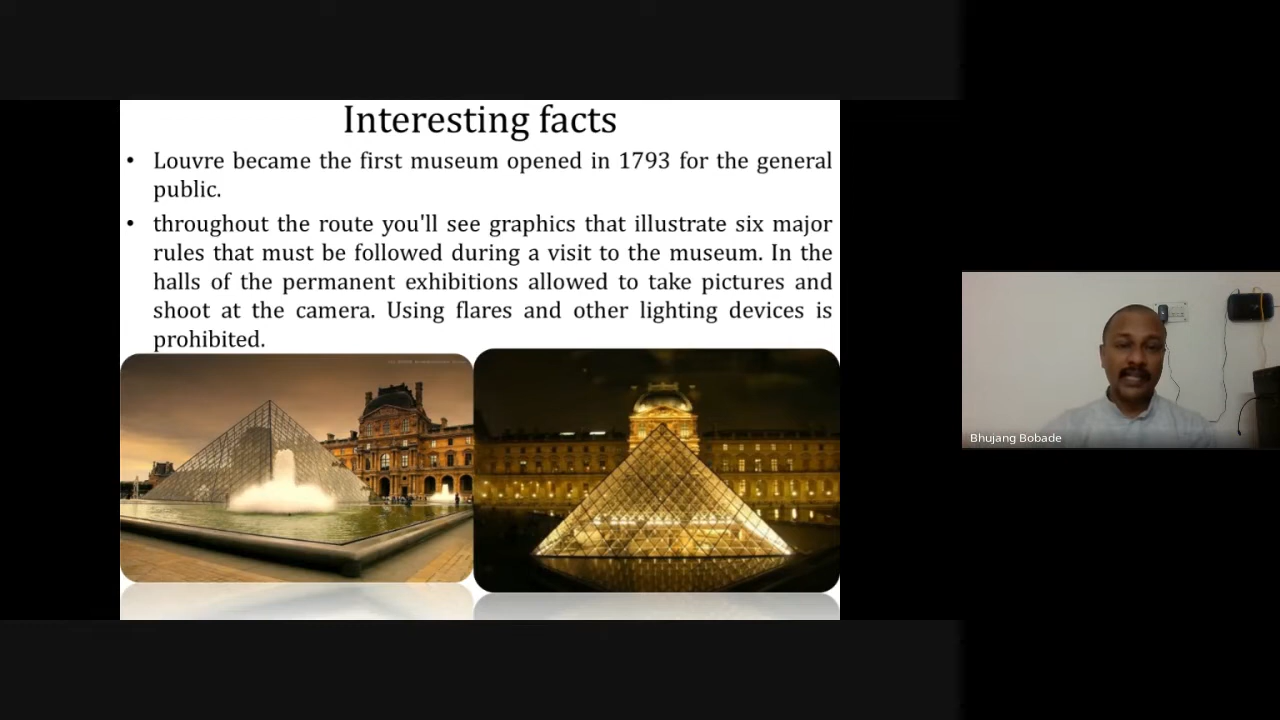 Interesting facts
• Louvre became the first museum opened in 1793 for the general
public.
• throughout the route you'll see graphics that illustrate six major
rules that must be followed during a visit to the museum. In the
halls of the permanent exhibitions allowed to take pictures and
shoot at the camera. Using flares and other lighting devices is
prohibited.
Bhujang Bobade